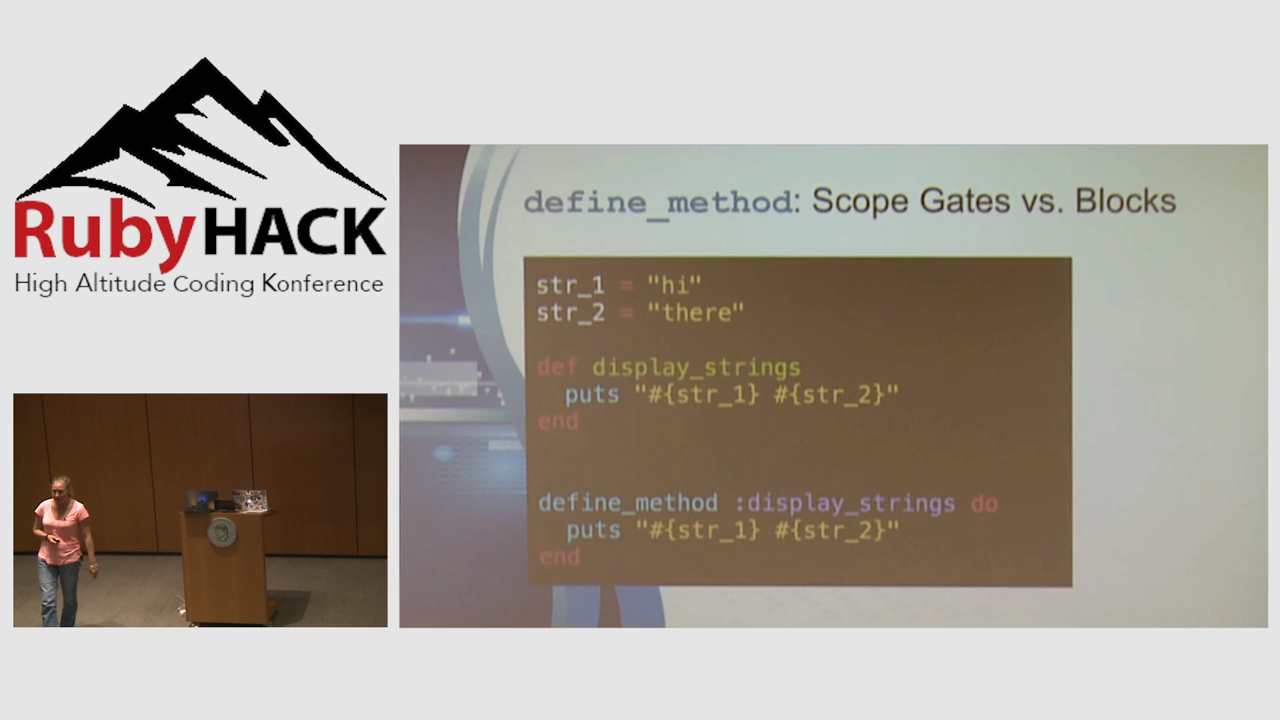 RubyHACK
High Altitude Coding Konference
define_method: Scope Gates vs. Blocks
str_1 = "hi"
str_2 = "there"
def display_strings
puts "#{str_1} #{str_2}"
end
define_method :display_strings do
puts "#{str_1} #{str_2}"
end